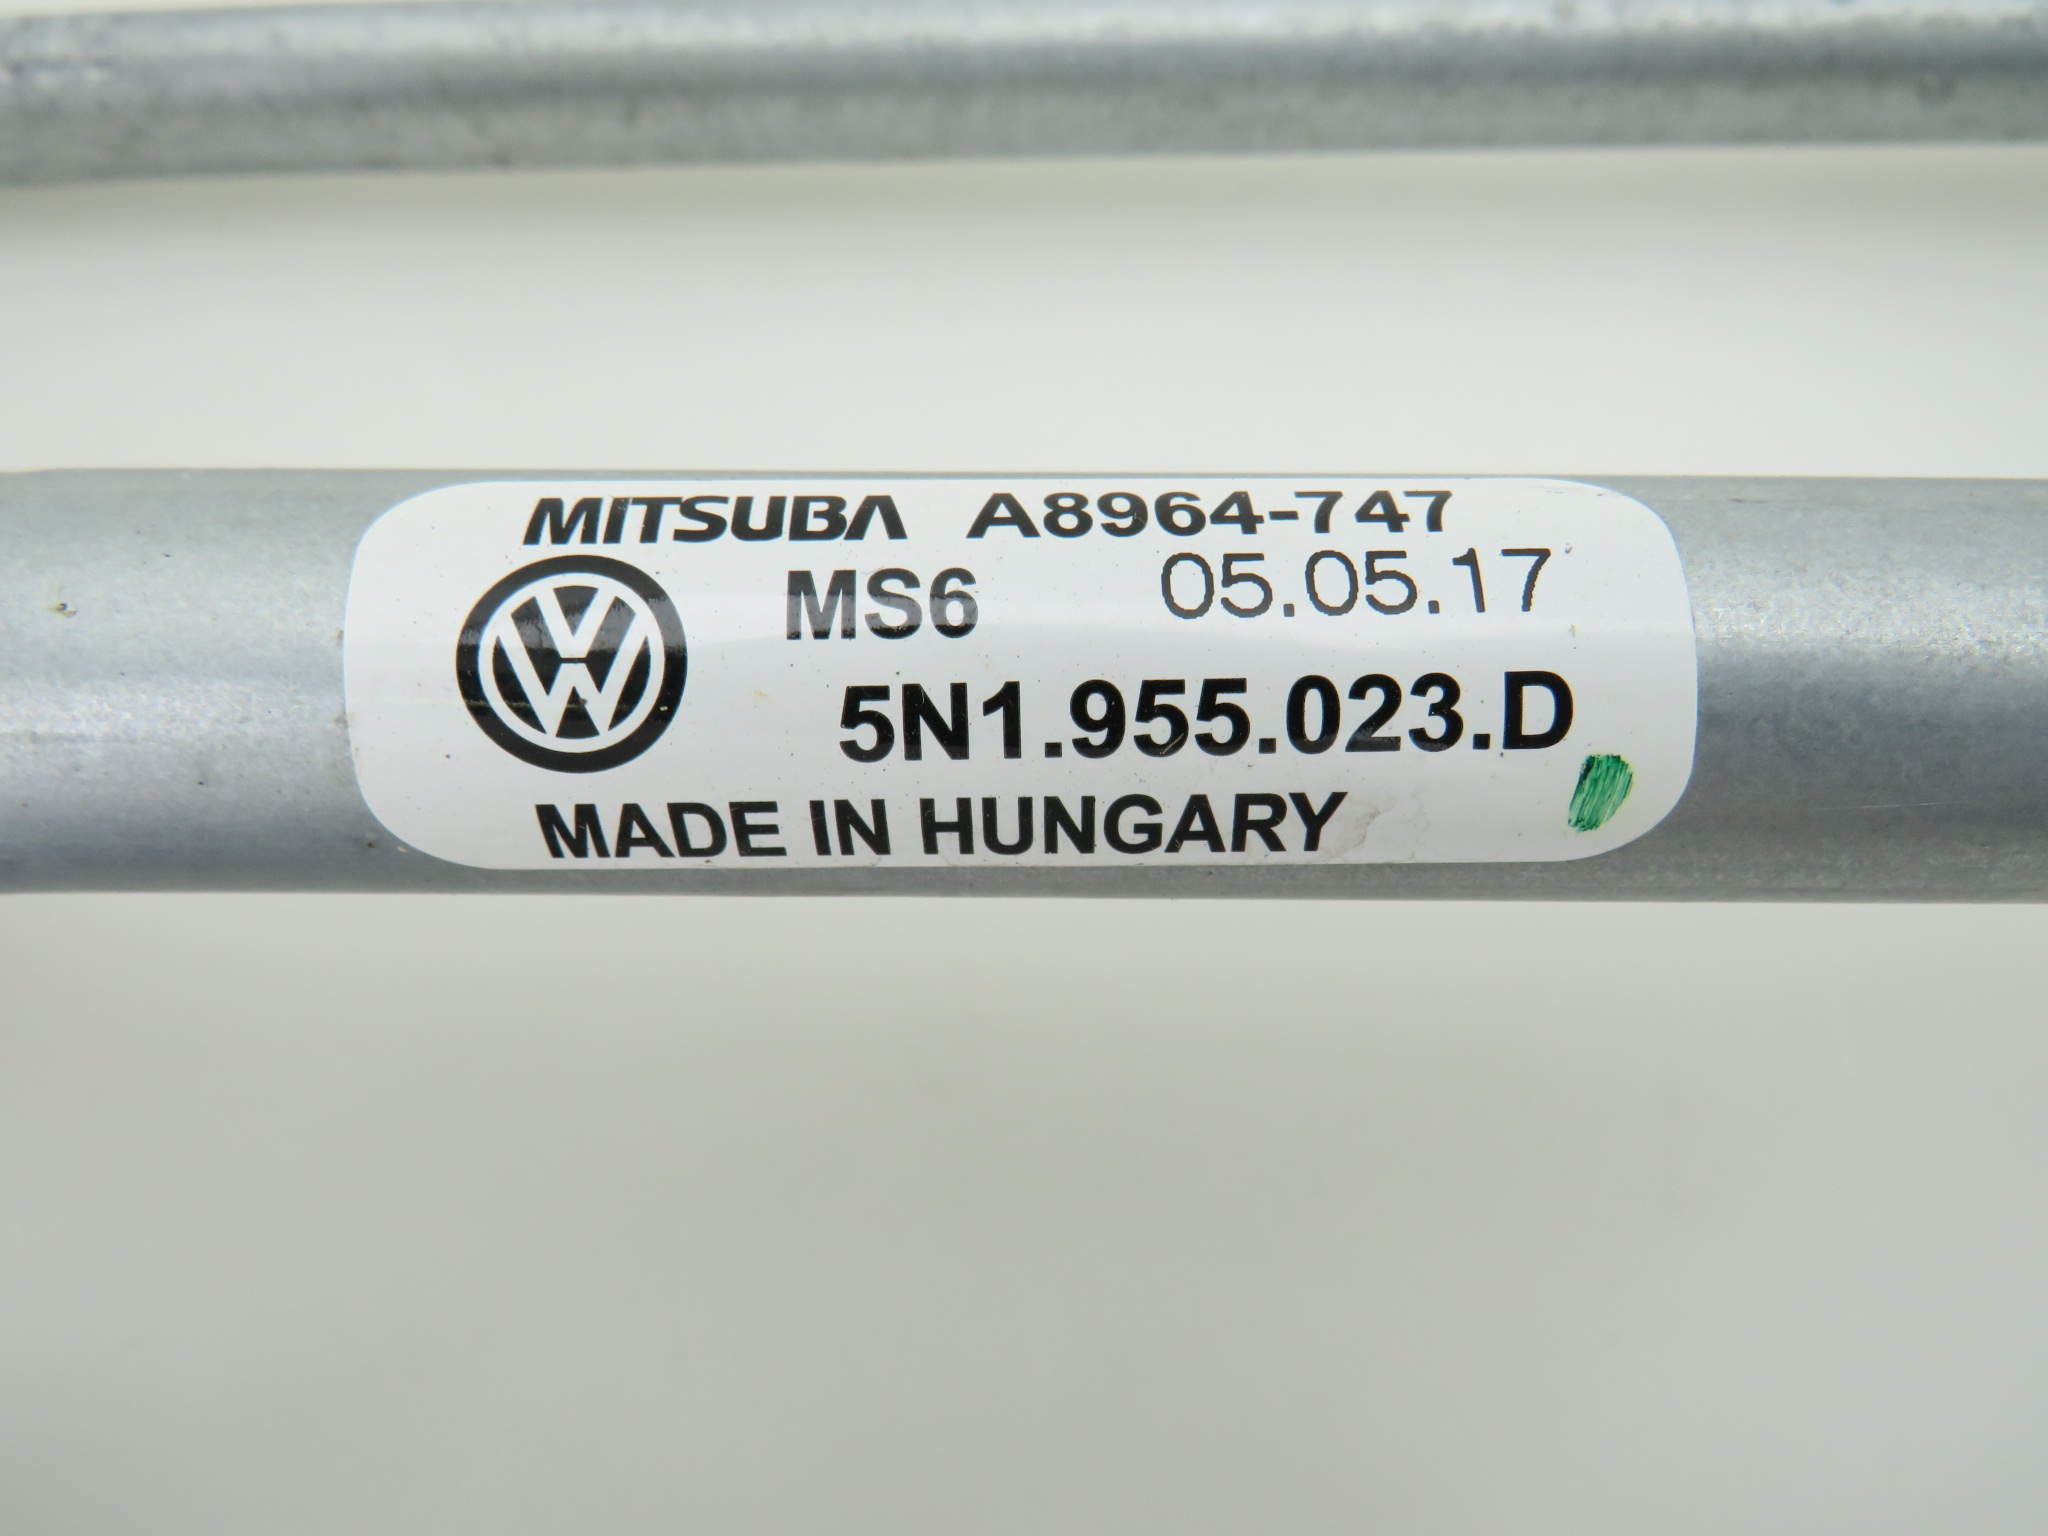 MITSUBA A8964-747
MS6 05.05.17
5N1.955.023.D
MADE IN HUNGARY